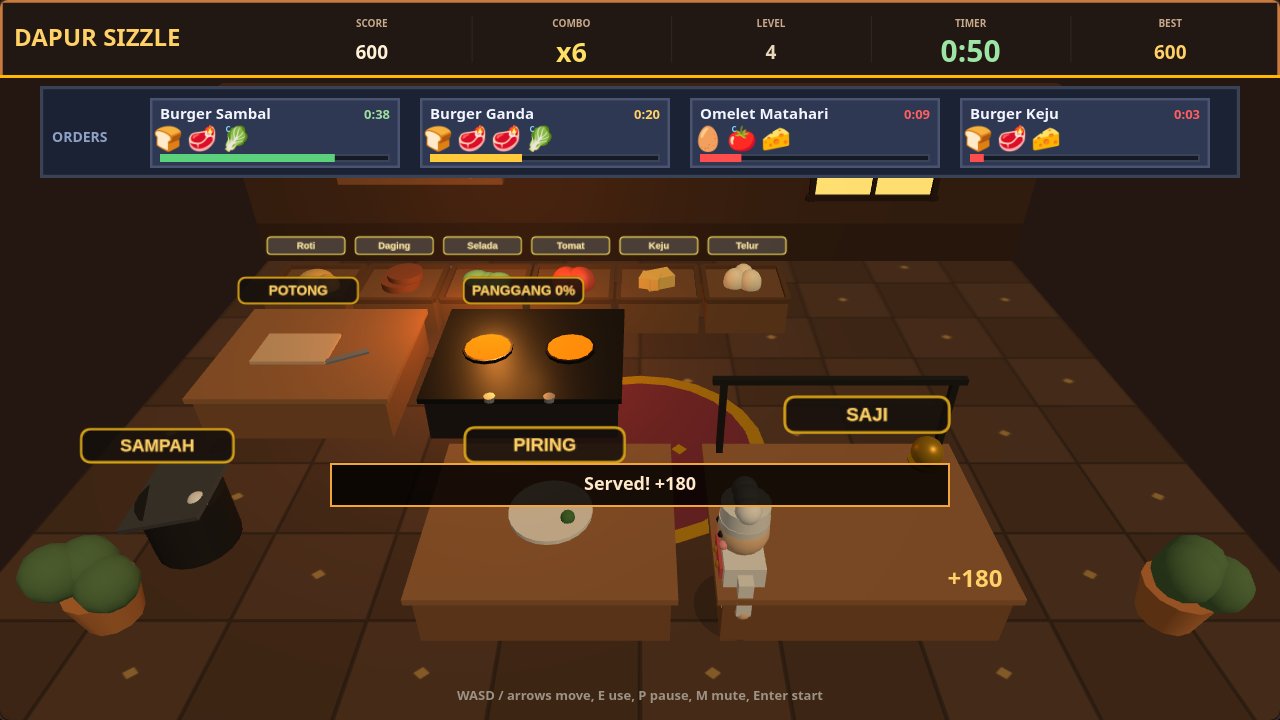 DAPUR SIZZLE
SCORE
600
COMBO
x6
LEVEL
4
TIMER
0:50
BEST
600
ORDERS
Burger Sambal 0:38
Burger Ganda 0:20
Omelet Matahari 0:09
Burger Keju 0:03
Roti
Daging
Selada
Tomat
Keju
Telur
POTONG
PANGGANG 0%
SAJI
SAMPAH
PIRING
Served! +180
+180
WASD / arrows move, E use, P pause, M mute, Enter start